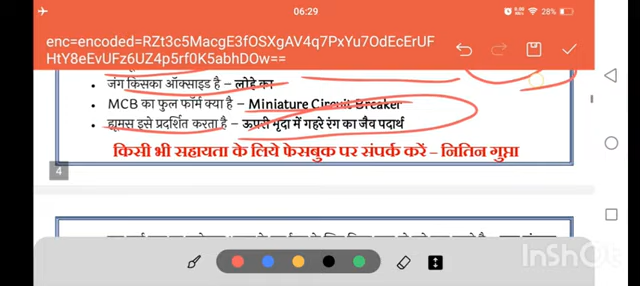 06:29
28%
enc=encoded=RZt3c5MacgE3fOSXgAV4q7PxYu7OdEcErUF
HtY8eEvUFz6UZ4p5rf0K5abhDOw==
• जंग किसका ऑक्साइड है – लोहे का
• MCB का फुल फॉर्म क्या है – Miniature Circuit Breaker
• ह्यूमस इसे प्रदर्शित करता है – ऊपरी मृदा में गहरे रंग का जैव पदार्थ
किसी भी सहायता के लिये फेसबुक पर संपर्क करें – नितिन गुप्ता
4
InShOt